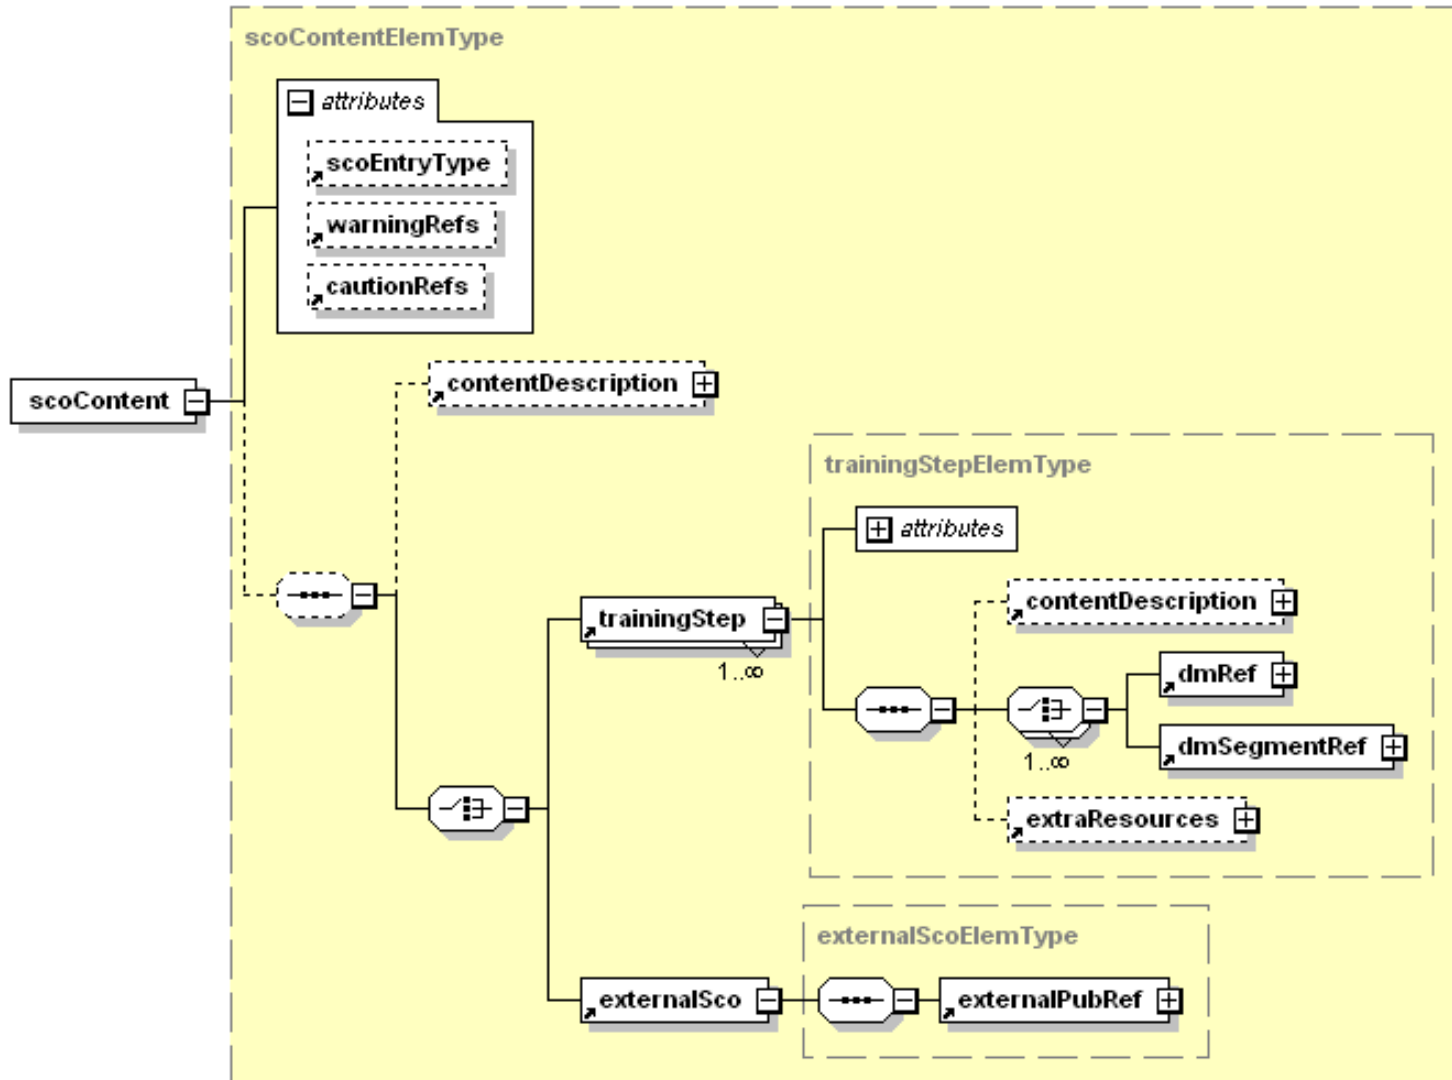 scoContentElemType
attributes
scoEntryType
warningRefs
cautionRefs
contentDescription
scoContent
trainingStepElemType
attributes
contentDescription
trainingStep
1..∞
dmRef
dmSegmentRef
1..∞
extraResources
externalScoElemType
externalSco
externalPubRef